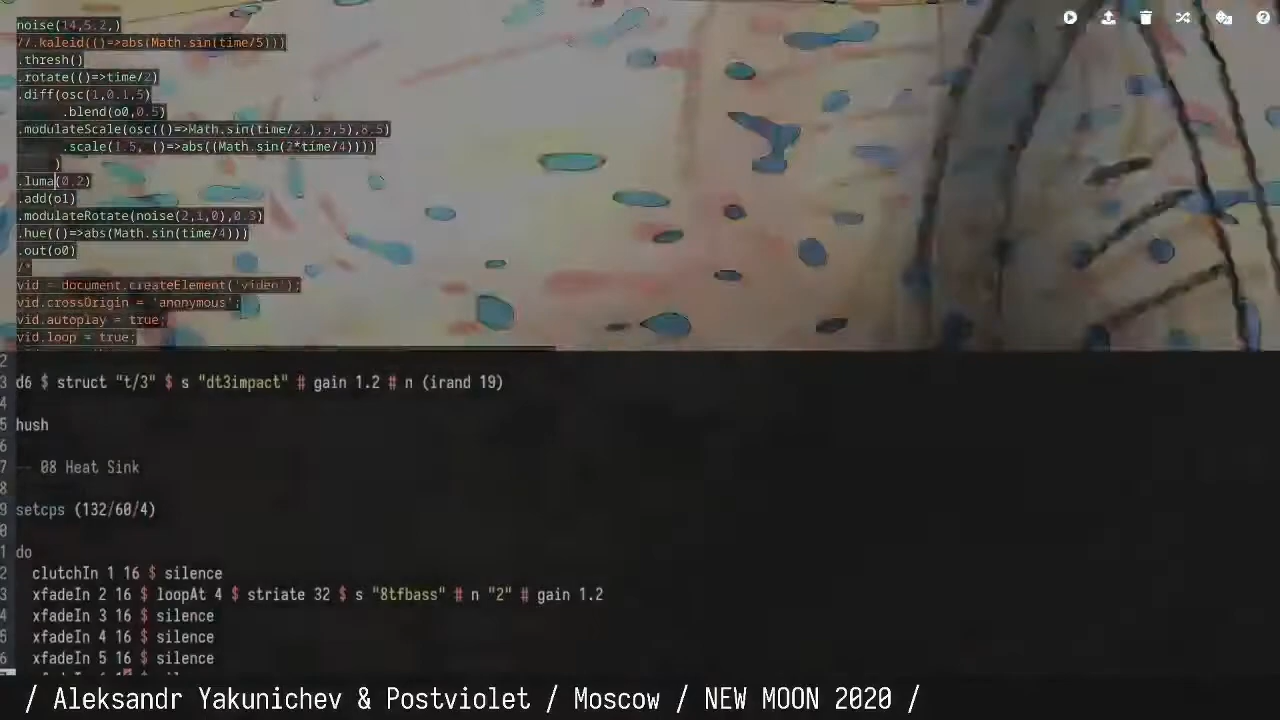 noise(14,5.2,)
//.kaleid(()=>abs(Math.sin(time/5)))
.thresh()
.rotate(()=>time/2)
.diff(osc(1,0.1,5)
.blend(o0,0.5)
.modulateScale(osc(()=>Math.sin(time/2.),9,5),8.5)
.scale(1.5, ()=>abs((Math.sin(2*time/4))))
)
.luma(0.2)
.add(o1)
.modulateRotate(noise(2,1,0),0.3)
.hue(()=>abs(Math.sin(time/4)))
.out(o0)
/*
vid = document.createElement('video');
vid.crossOrigin = 'anonymous';
vid.autoplay = true;
vid.loop = true;
2
3 d6 $ struct "t/3" $ s "dt3impact" # gain 1.2 # n (irand 19)
4
5 hush
6
7 -- 08 Heat Sink
8
9 setcps (132/60/4)
0
1 do
2 clutchIn 1 16 $ silence
3 xfadeIn 2 16 $ loopAt 4 $ striate 32 $ s "8tfbass" # n "2" # gain 1.2
4 xfadeIn 3 16 $ silence
5 xfadeIn 4 16 $ silence
6 xfadeIn 5 16 $ silence
/ Aleksandr Yakunichev & Postviolet / Moscow / NEW MOON 2020 /